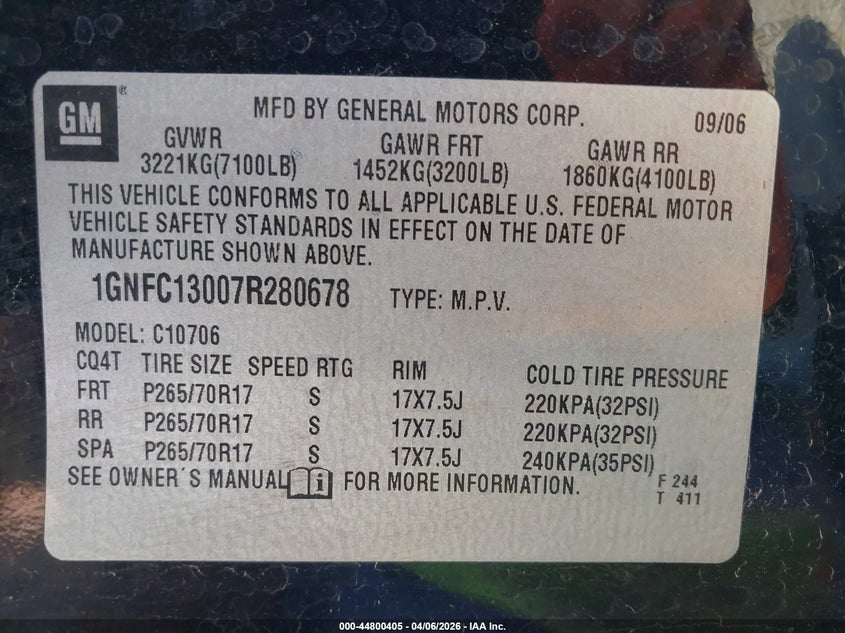 GM ®
MFD BY GENERAL MOTORS CORP. 09/06
GVWR GAWR FRT GAWR RR
3221KG(7100LB) 1452KG(3200LB) 1860KG(4100LB)
THIS VEHICLE CONFORMS TO ALL APPLICABLE U.S. FEDERAL MOTOR
VEHICLE SAFETY STANDARDS IN EFFECT ON THE DATE OF
MANUFACTURE SHOWN ABOVE.
1GNFC13007R280678 TYPE: M.P.V.
MODEL: C10706
CQ4T TIRE SIZE SPEED RTG RIM COLD TIRE PRESSURE
FRT P265/70R17 S 17X7.5J 220KPA(32PSI)
RR P265/70R17 S 17X7.5J 220KPA(32PSI)
SPA P265/70R17 S 17X7.5J 240KPA(35PSI)
SEE OWNER´S MANUAL i FOR MORE INFORMATION.
F 244
T 411
000-44800405 - 04/06/2026 - IAA Inc.